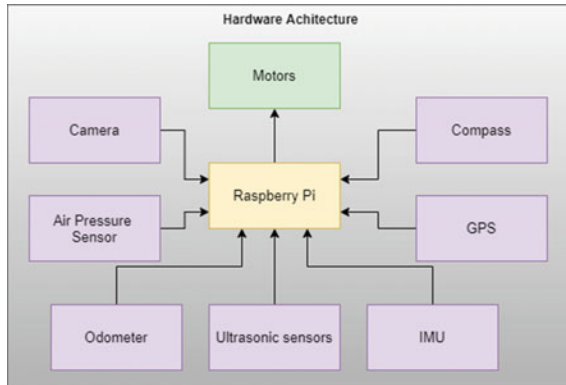 Hardware Achitecture
Motors
Camera
Compass
Raspberry Pi
Air Pressure
Sensor
GPS
Odometer
Ultrasonic sensors
IMU